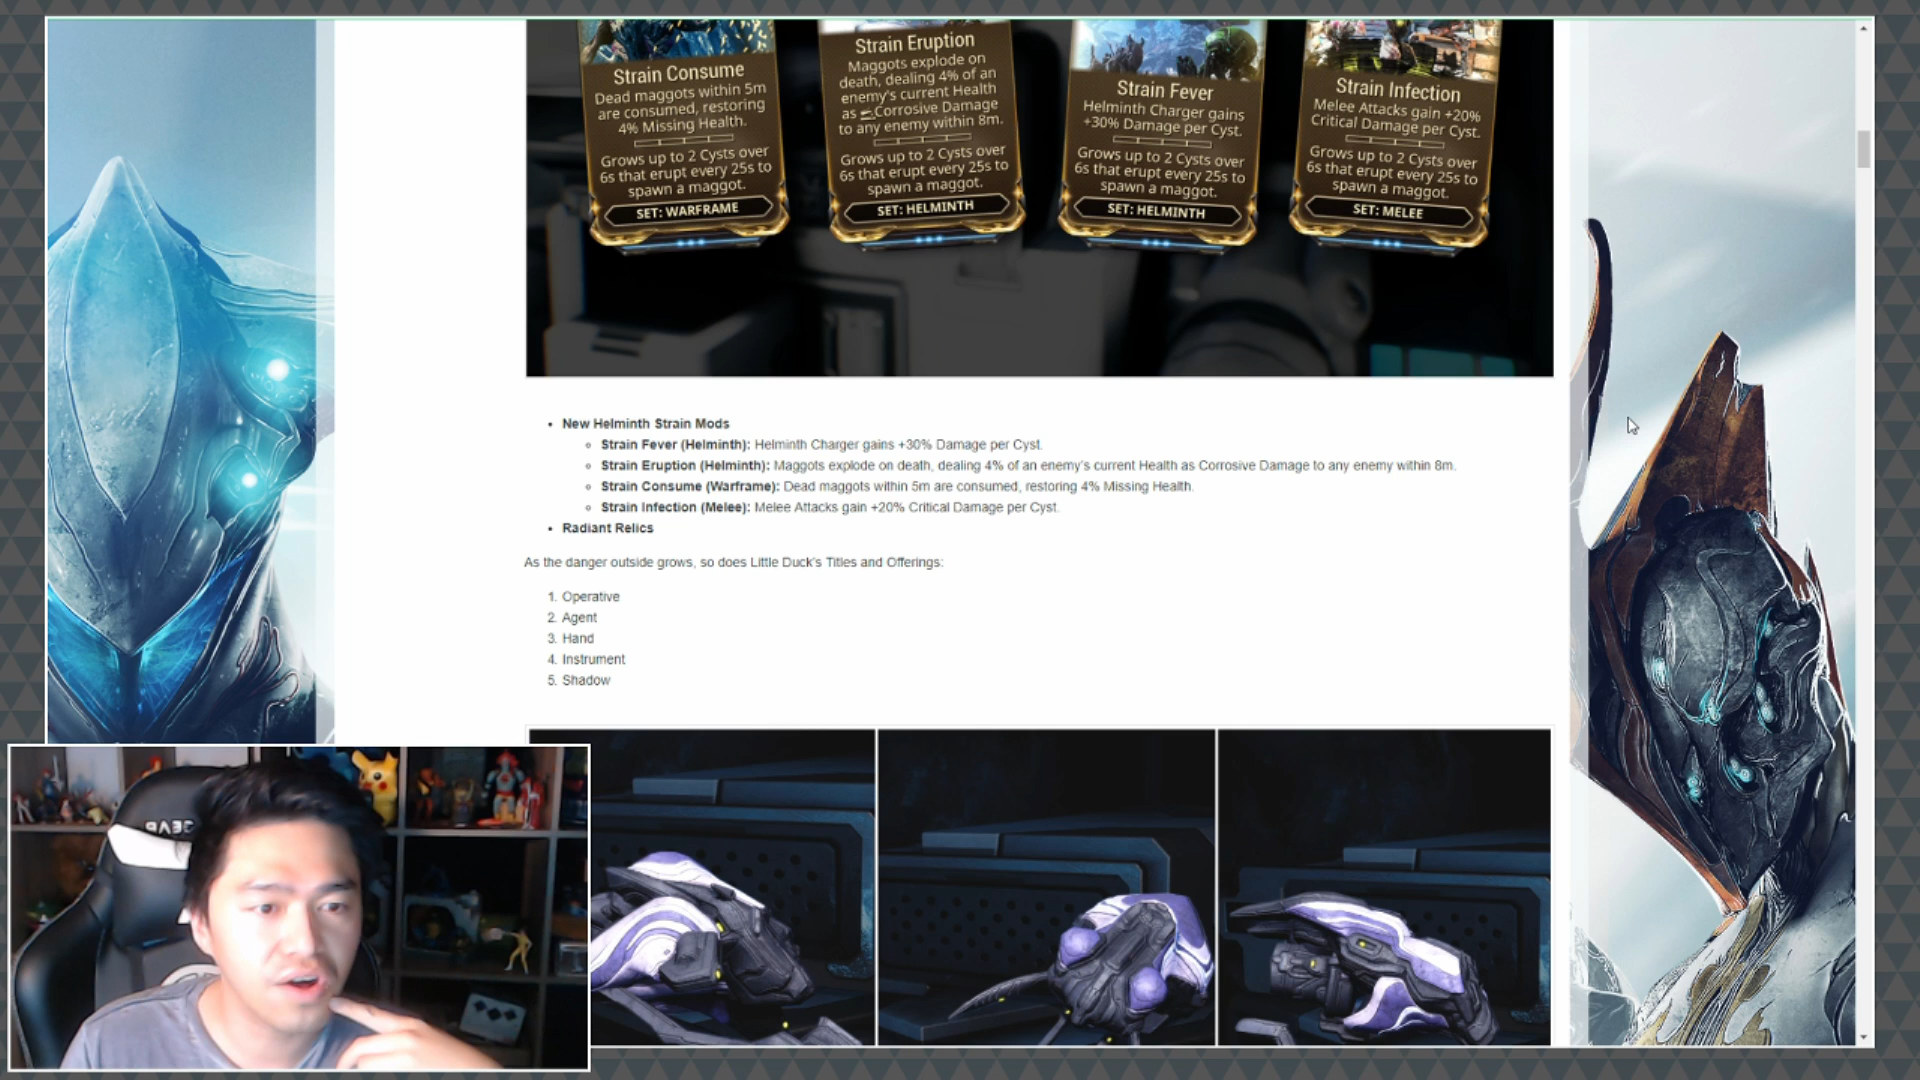 Strain Consume
Dead maggots within 5m
are consumed, restoring
4% Missing Health.
Grows up to 2 Cysts over
6s that erupt every 25s to
spawn a maggot.
SET: WARFRAME
Strain Eruption
Maggots explode on
death, dealing 4% of an
enemy's current Health
as Corrosive Damage
to any enemy within 8m.
Grows up to 2 Cysts over
6s that erupt every 25s to
spawn a maggot.
SET: HELMINTH
Strain Fever
Helminth Charger gains
+30% Damage per Cyst.
Grows up to 2 Cysts over
6s that erupt every 25s to
spawn a maggot.
SET: HELMINTH
Strain Infection
Melee Attacks gain +20%
Critical Damage per Cyst.
Grows up to 2 Cysts over
6s that erupt every 25s to
spawn a maggot.
SET: MELEE
• New Helminth Strain Mods
Strain Fever (Helminth): Helminth Charger gains +30% Damage per Cyst.
Strain Eruption (Helminth): Maggots explode on death, dealing 4% of an enemy's current Health as Corrosive Damage to any enemy within 8m.
Strain Consume (Warframe): Dead maggots within 5m are consumed, restoring 4% Missing Health.
Strain Infection (Melee): Melee Attacks gain +20% Critical Damage per Cyst.
• Radiant Relics
As the danger outside grows, so does Little Duck's Titles and Offerings:
1. Operative
2. Agent
3. Hand
4. Instrument
5. Shadow